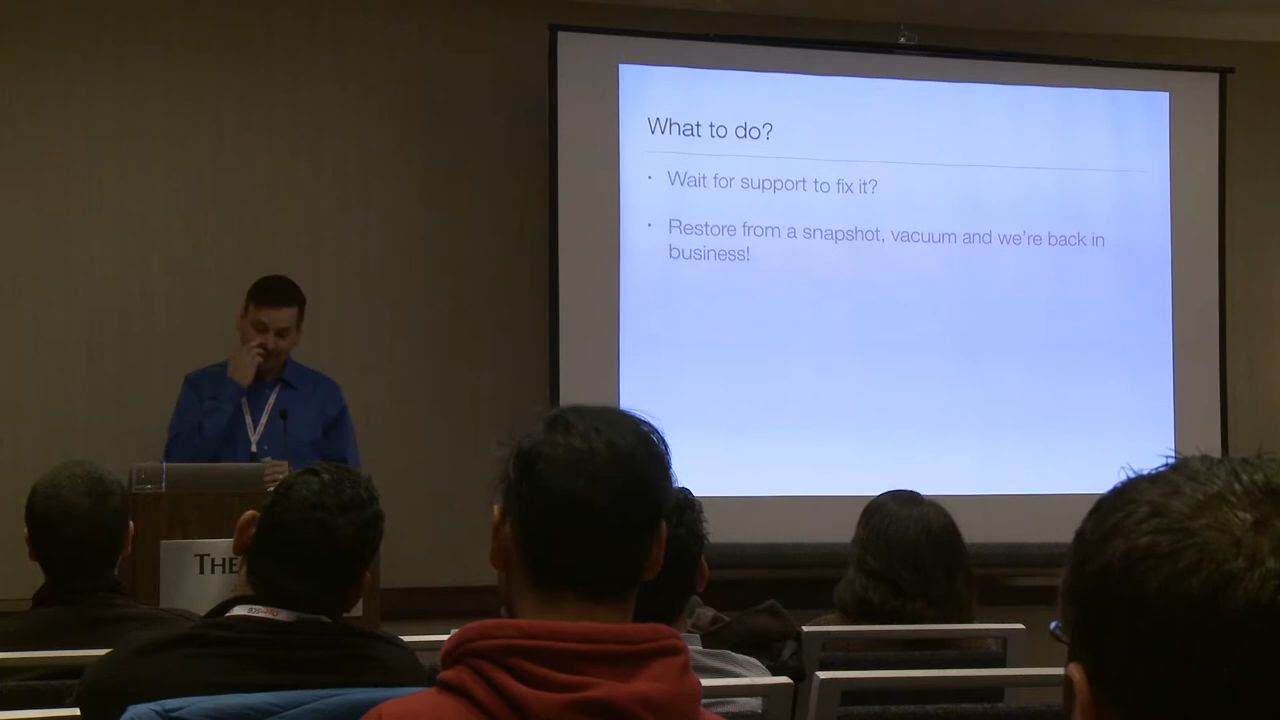 What to do?
• Wait for support to fix it?
• Restore from a snapshot, vacuum and we're back in
business!
THE